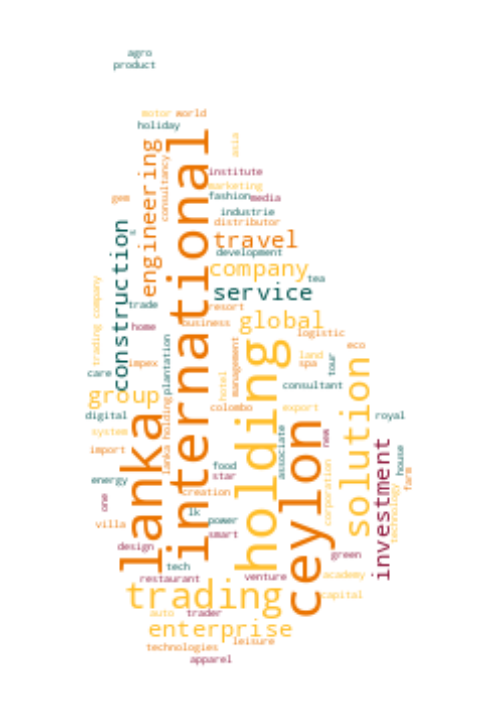 agro
product
motor world
holiday
asia
engineering
consultancy
international
institute
marketing
gem
fashion media
industrie
distributor
travel
construction
development
company
tea
trading company
service
trade
resort
business
global
home
logistic
impex
plantation
management
holding
land
eco
spa
tour
care
hotel
consultant
group
solution
lanka holding
colombo
export
digital
royal
lanka
ceylon
system
new
associate
investment
import
house
food
star
farm
energy
corporation
technology
creation
one
lk
power
villa
smart
design
green
tech
restaurant
venture
academy
trading
capital
auto trader
enterprise
leisure
technologies
apparel